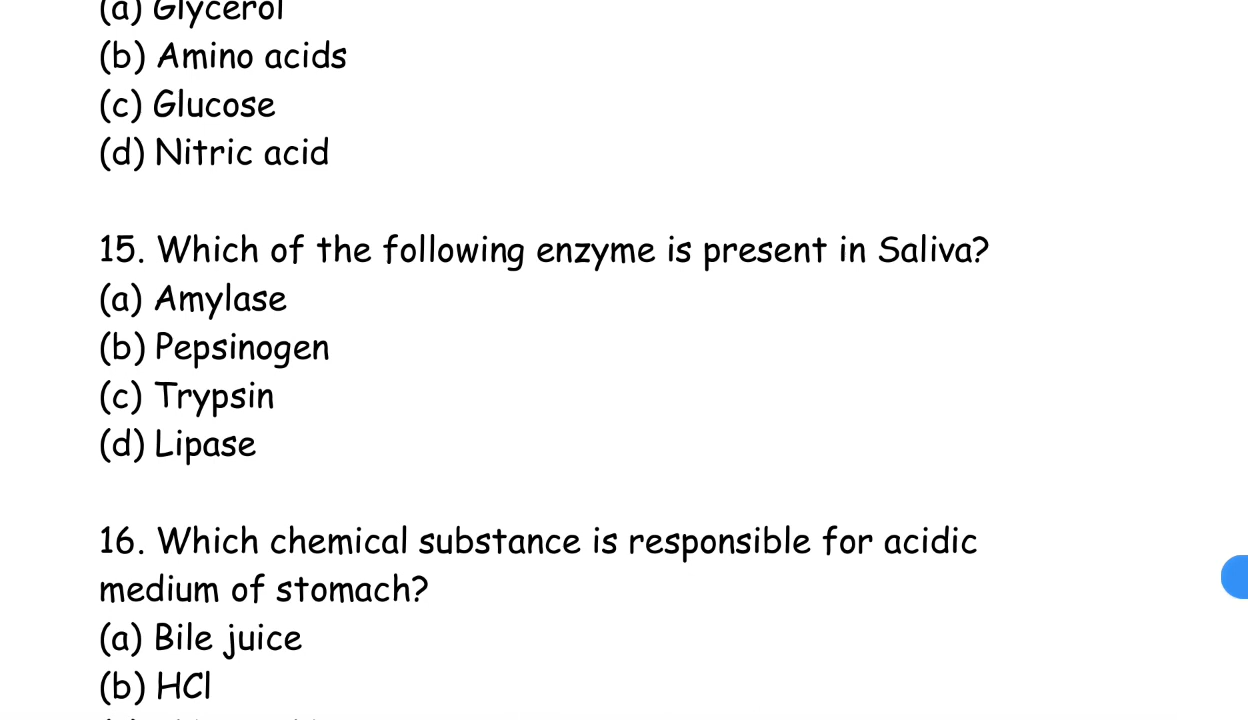 (a) Glycerol
(b) Amino acids
(c) Glucose
(d) Nitric acid
15. Which of the following enzyme is present in Saliva?
(a) Amylase
(b) Pepsinogen
(c) Trypsin
(d) Lipase
16. Which chemical substance is responsible for acidic
medium of stomach?
(a) Bile juice
(b) HCl